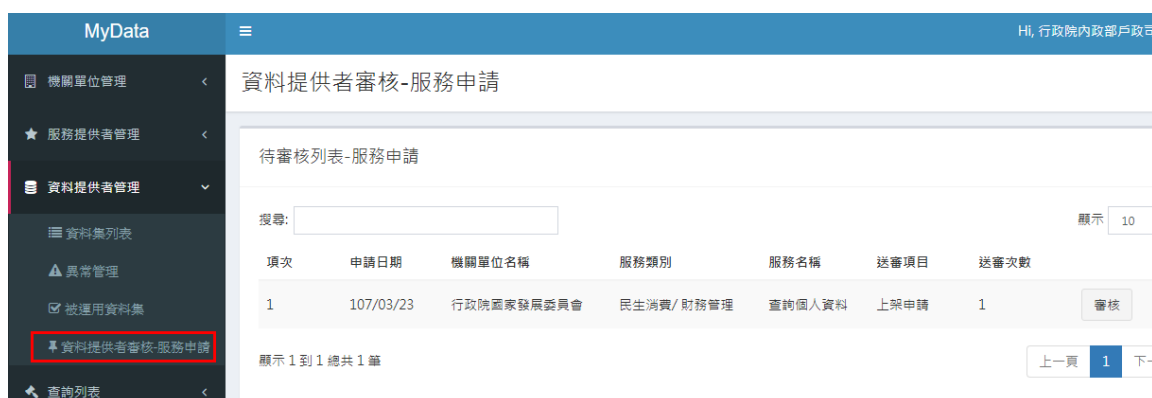 MyData
Hi, 行政院內政部戶政司
機關單位管理
服務提供者管理
資料提供者管理
資料集列表
異常管理
被運用資料集
資料提供者審核-服務申請
查詢列表
資料提供者審核-服務申請
待審核列表-服務申請
搜尋:
顯示 10
項次 申請日期 機關單位名稱 服務類別 服務名稱 送審項目 送審次數
1 107/03/23 行政院國家發展委員會 民生消費/ 財務管理 查詢個人資料 上架申請 1 審核
顯示 1 到 1 總共 1 筆
上一頁 1 下一